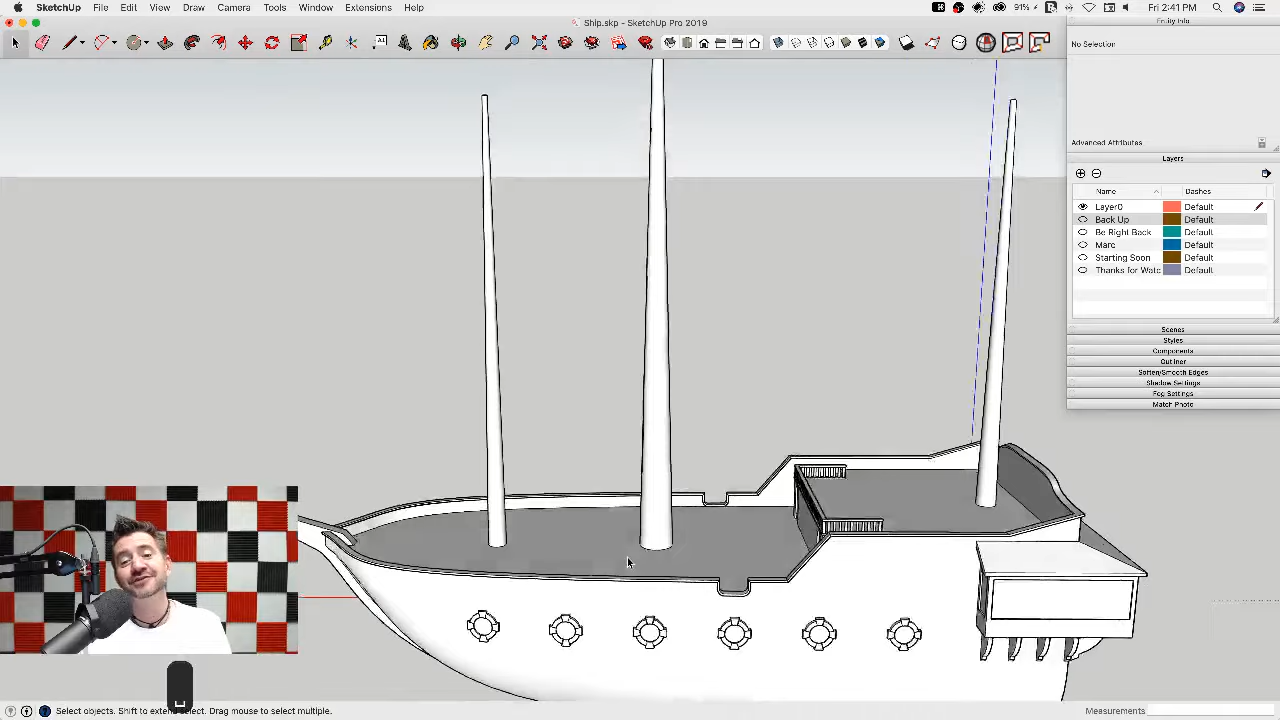 SketchUp File Edit View Draw Camera Tools Window Extensions Help
91% Fri 2:41 PM
Ship.skp - SketchUp Pro 2019
Entity Info
No Selection
Advanced Attributes
Layers
Name Dashes
Layer0 Default
Back Up Default
Be Right Back Default
Marc Default
Starting Soon Default
Thanks for Watc Default
Scenes
Styles
Components
Outliner
Soften/Smooth Edges
Shadow Settings
Fog Settings
Match Photo
Select objects. Shift to extend select. Drag mouse to select multiple.
Measurements